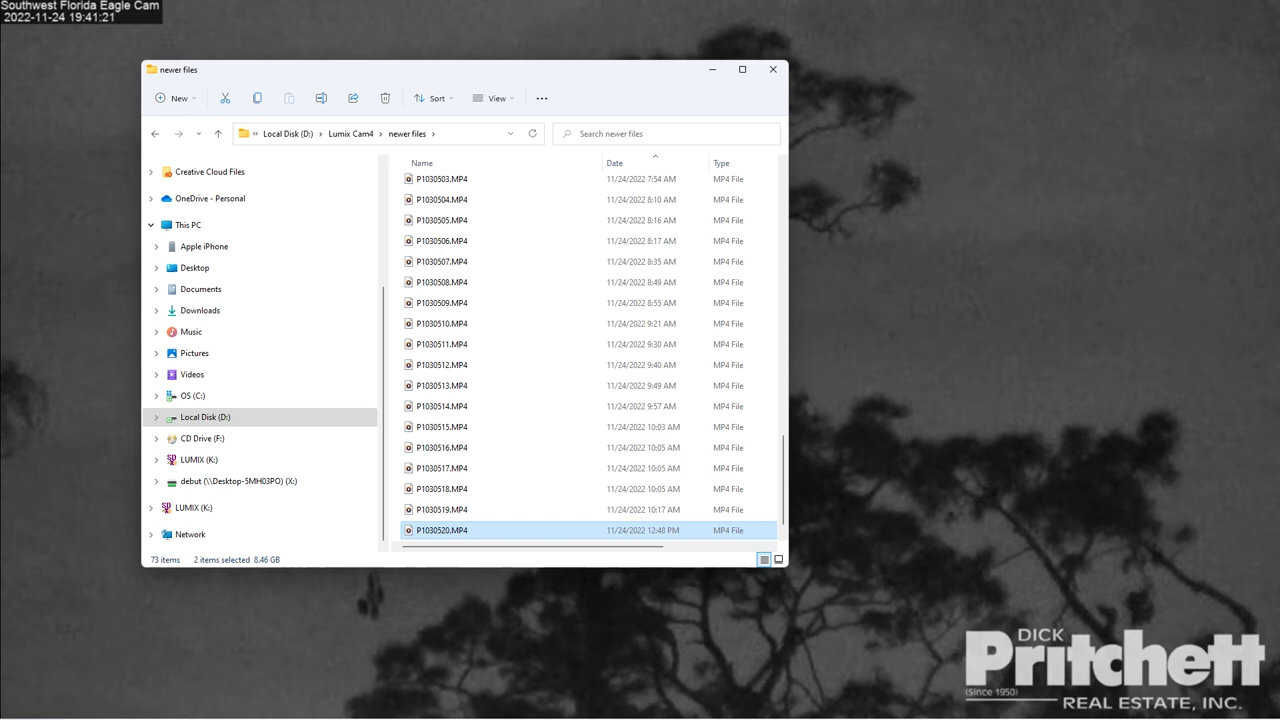 Southwest Florida Eagle Cam
2022-11-24 19:41:21
newer files
New
Sort
View
Local Disk (D:) Lumix Cam4 newer files
Search newer files
Creative Cloud Files
OneDrive - Personal
This PC
Apple iPhone
Desktop
Documents
Downloads
Music
Pictures
Videos
OS (C:)
Local Disk (D:)
CD Drive (F:)
LUMIX (K:)
debut (\\Desktop-5MH03PO) (X:)
LUMIX (K:)
Network
Name Date Type
P1030503.MP4 11/24/2022 7:54 AM MP4 File
P1030504.MP4 11/24/2022 8:10 AM MP4 File
P1030505.MP4 11/24/2022 8:16 AM MP4 File
P1030506.MP4 11/24/2022 8:17 AM MP4 File
P1030507.MP4 11/24/2022 8:35 AM MP4 File
P1030508.MP4 11/24/2022 8:49 AM MP4 File
P1030509.MP4 11/24/2022 8:55 AM MP4 File
P1030510.MP4 11/24/2022 9:21 AM MP4 File
P1030511.MP4 11/24/2022 9:30 AM MP4 File
P1030512.MP4 11/24/2022 9:40 AM MP4 File
P1030513.MP4 11/24/2022 9:49 AM MP4 File
P1030514.MP4 11/24/2022 9:57 AM MP4 File
P1030515.MP4 11/24/2022 10:03 AM MP4 File
P1030516.MP4 11/24/2022 10:05 AM MP4 File
P1030517.MP4 11/24/2022 10:05 AM MP4 File
P1030518.MP4 11/24/2022 10:05 AM MP4 File
P1030519.MP4 11/24/2022 10:17 AM MP4 File
P1030520.MP4 11/24/2022 12:48 PM MP4 File
73 items 2 items selected 8.46 GB
DICK
Pritchett
(Since 1950)
REAL ESTATE, INC.